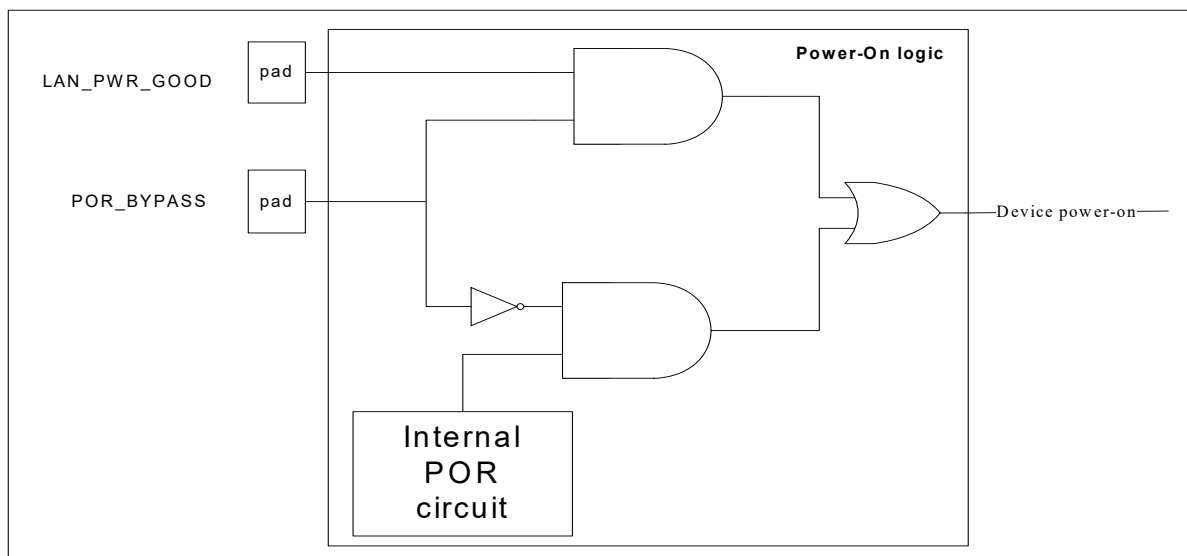 Power-On logic
LAN_PWR_GOOD
pad
POR_BYPASS
pad
Device power-on
Internal
POR
circuit